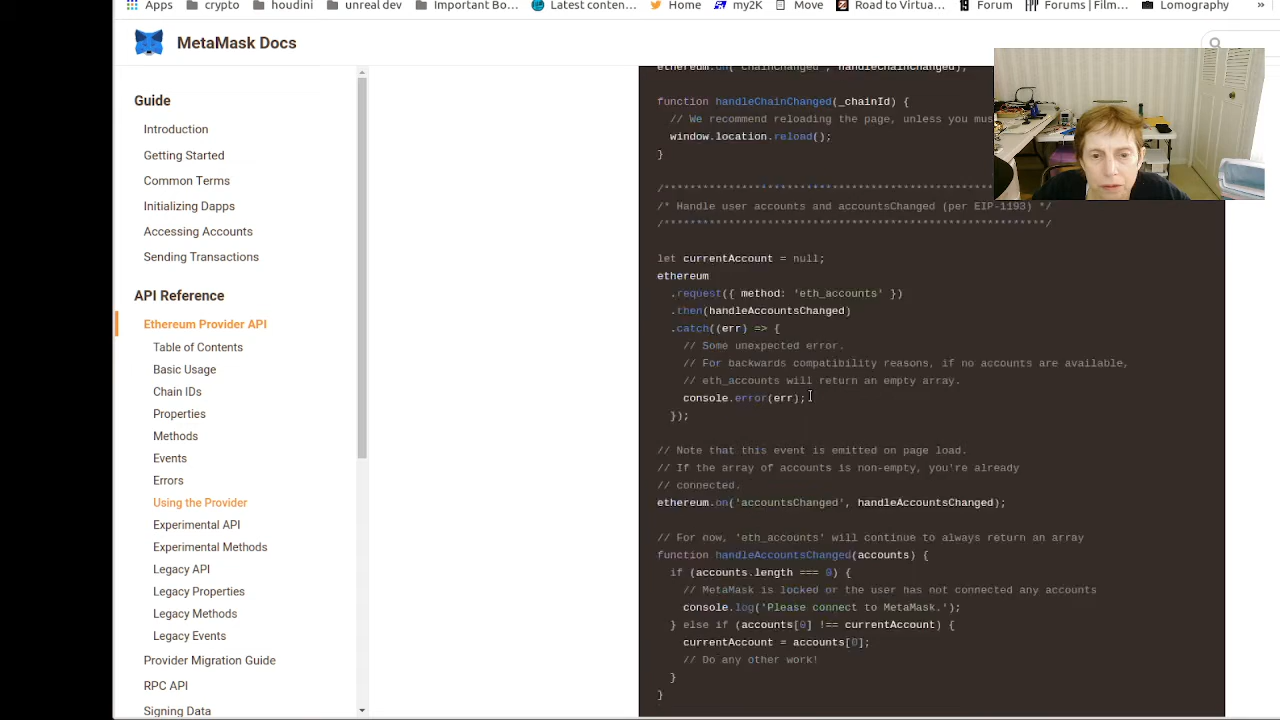 Apps crypto houdini unreal dev Important Bo... Latest conten... Home my2K Move Road to Virtua... Forum Forums | Film... Lomography »
MetaMask Docs
Guide
Introduction
Getting Started
Common Terms
Initializing Dapps
Accessing Accounts
Sending Transactions
API Reference
Ethereum Provider API
Table of Contents
Basic Usage
Chain IDs
Properties
Methods
Events
Errors
Using the Provider
Experimental API
Experimental Methods
Legacy API
Legacy Properties
Legacy Methods
Legacy Events
Provider Migration Guide
RPC API
Signing Data
ethereum.on('chainChanged', handleChainChanged);
function handleChainChanged(_chainId) {
// We recommend reloading the page, unless you mus
window.location.reload();
}
/* Handle user accounts and accountsChanged (per EIP-1193) */
let currentAccount = null;
ethereum
.request({ method: 'eth_accounts' })
.then(handleAccountsChanged)
.catch((err) => {
// Some unexpected error.
// For backwards compatibility reasons, if no accounts are available,
// eth_accounts will return an empty array.
console.error(err);
});
// Note that this event is emitted on page load.
// If the array of accounts is non-empty, you're already
// connected.
ethereum.on('accountsChanged', handleAccountsChanged);
// For now, 'eth_accounts' will continue to always return an array
function handleAccountsChanged(accounts) {
if (accounts.length === 0) {
// MetaMask is locked or the user has not connected any accounts
console.log('Please connect to MetaMask.');
} else if (accounts[0] !== currentAccount) {
currentAccount = accounts[0];
// Do any other work!
}
}